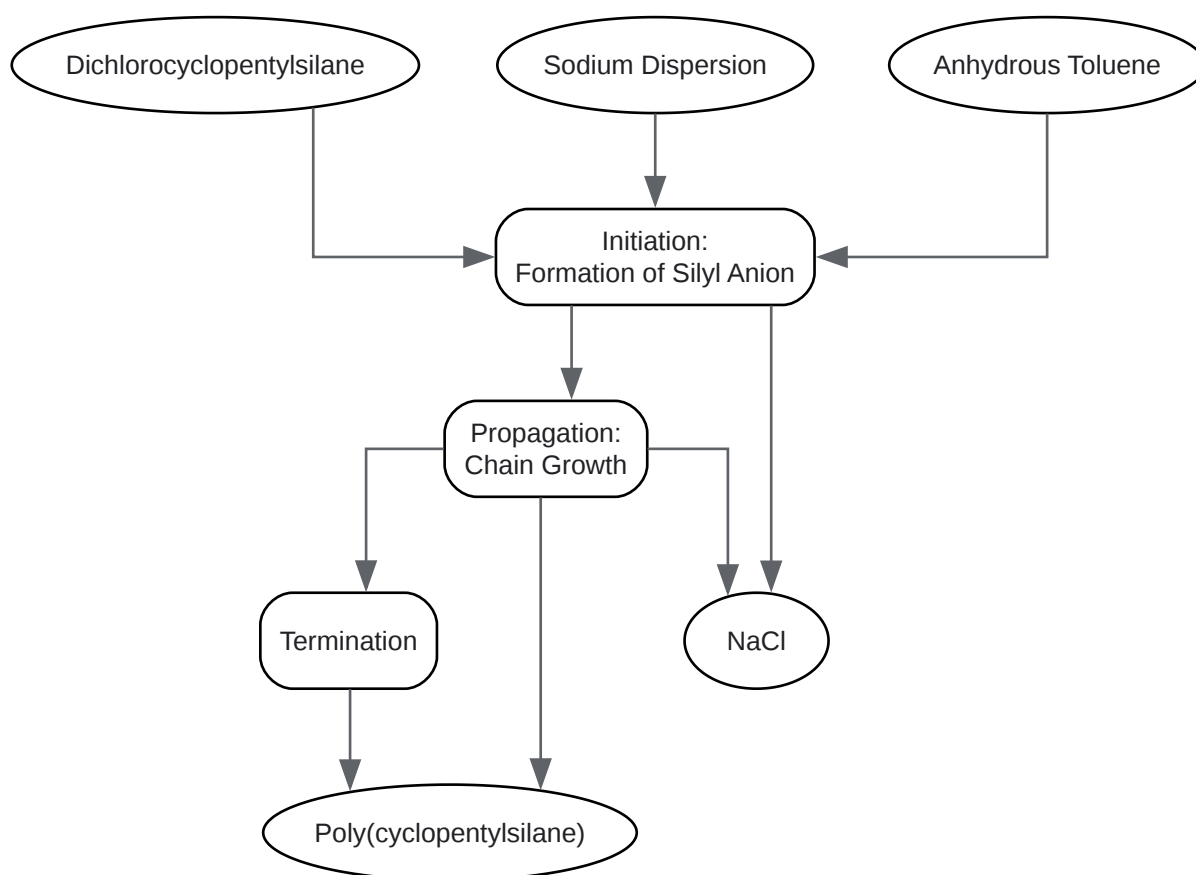 Dichlorocyclopentylsilane
Sodium Dispersion
Anhydrous Toluene
Initiation:
Formation of Silyl Anion
Propagation:
Chain Growth
Termination
NaCl
Poly(cyclopentylsilane)